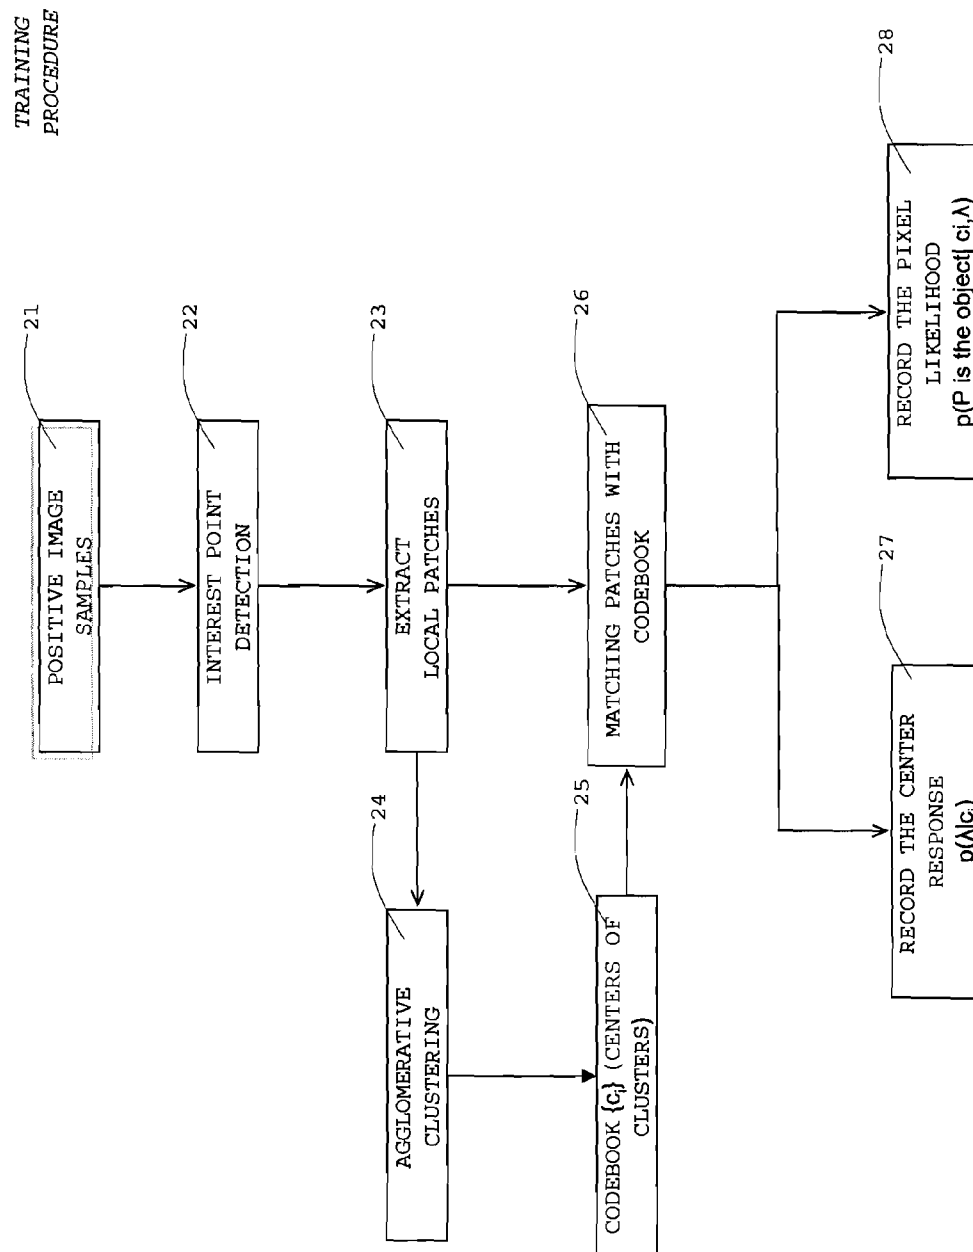 TRAINING
PROCEDURE
21
POSITIVE IMAGE
SAMPLES
22
INTEREST POINT
DETECTION
23
EXTRACT
LOCAL PATCHES
24
AGGLOMERATIVE
CLUSTERING
25
CODEBOOK {ci} (CENTERS OF
CLUSTERS)
26
MATCHING PATCHES WITH
CODEBOOK
27
RECORD THE CENTER
RESPONSE
p(λ|ci)
28
RECORD THE PIXEL
LIKELIHOOD
p(P is the object| ci,λ)